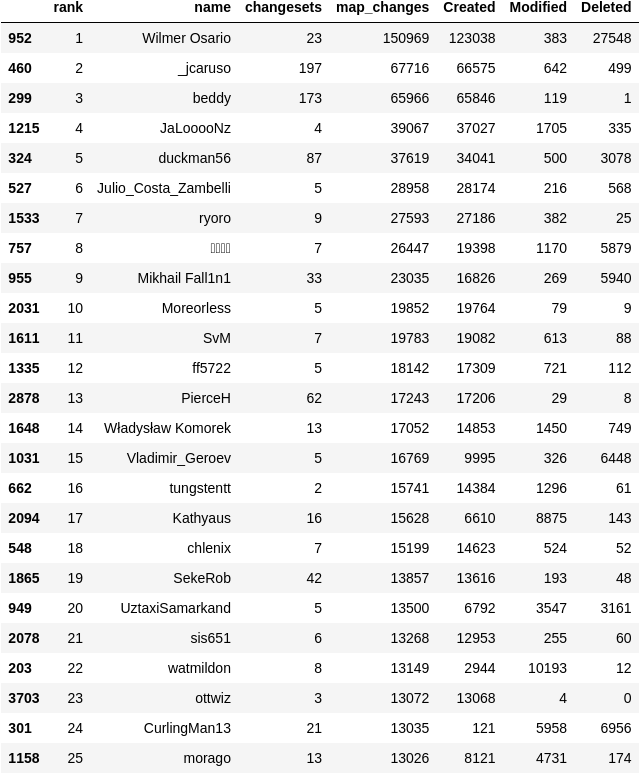 rank name changesets map_changes Created Modified Deleted
952 1 Wilmer Osario 23 150969 123038 383 27548
460 2 _jcaruso 197 67716 66575 642 499
299 3 beddy 173 65966 65846 119 1
1215 4 JaLooooNz 4 39067 37027 1705 335
324 5 duckman56 87 37619 34041 500 3078
527 6 Julio_Costa_Zambelli 5 28958 28174 216 568
1533 7 ryoro 9 27593 27186 382 25
757 8 7 26447 19398 1170 5879
955 9 Mikhail Fall1n1 33 23035 16826 269 5940
2031 10 Moreorless 5 19852 19764 79 9
1611 11 SvM 7 19783 19082 613 88
1335 12 ff5722 5 18142 17309 721 112
2878 13 PierceH 62 17243 17206 29 8
1648 14 Władysław Komorek 13 17052 14853 1450 749
1031 15 Vladimir_Geroev 5 16769 9995 326 6448
662 16 tungstentt 2 15741 14384 1296 61
2094 17 Kathyaus 16 15628 6610 8875 143
548 18 chlenix 7 15199 14623 524 52
1865 19 SekeRob 42 13857 13616 193 48
949 20 UztaxiSamarkand 5 13500 6792 3547 3161
2078 21 sis651 6 13268 12953 255 60
203 22 watmildon 8 13149 2944 10193 12
3703 23 ottwiz 3 13072 13068 4 0
301 24 CurlingMan13 21 13035 121 5958 6956
1158 25 morago 13 13026 8121 4731 174